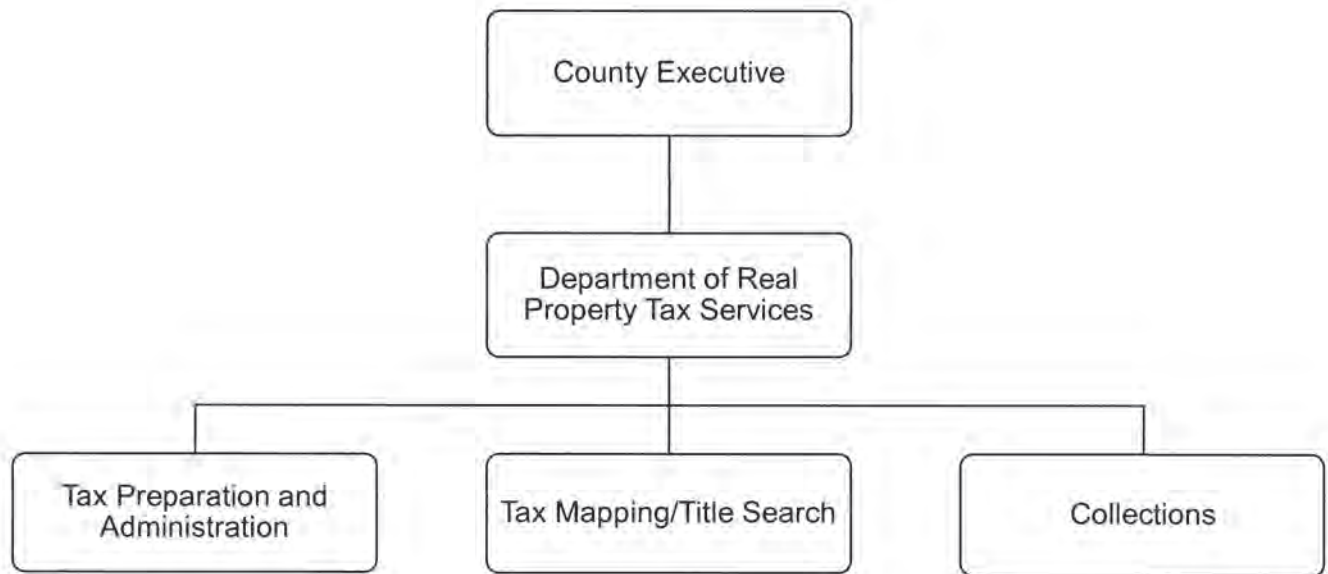 County Executive
Department of Real
Property Tax Services
Tax Preparation and
Administration
Tax Mapping/Title Search
Collections